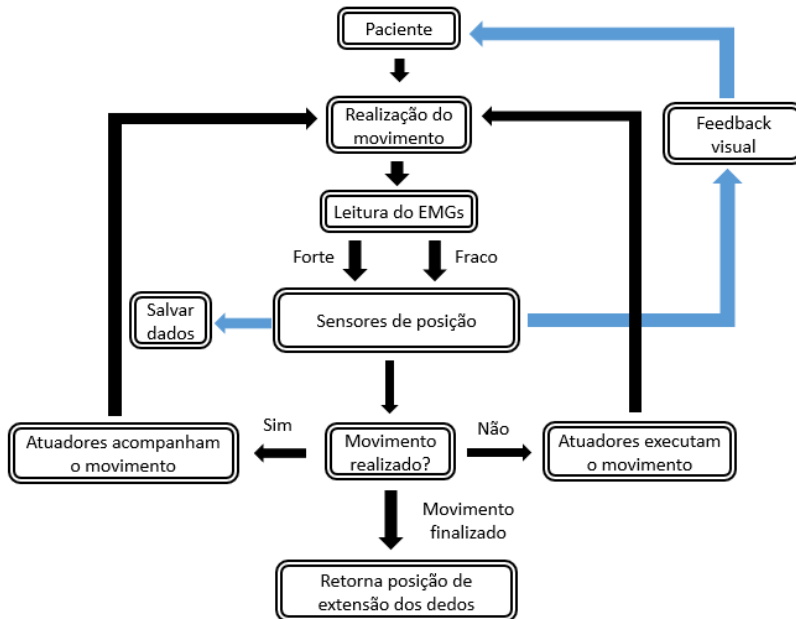 Paciente
Realização do
movimento
Feedback
visual
Leitura do EMGs
Forte
Fraco
Salvar
dados
Sensores de posição
Atuadores acompanham
o movimento
Sim
Movimento
realizado?
Não
Atuadores executam
o movimento
Movimento
finalizado
Retorna posição de
extensão dos dedos